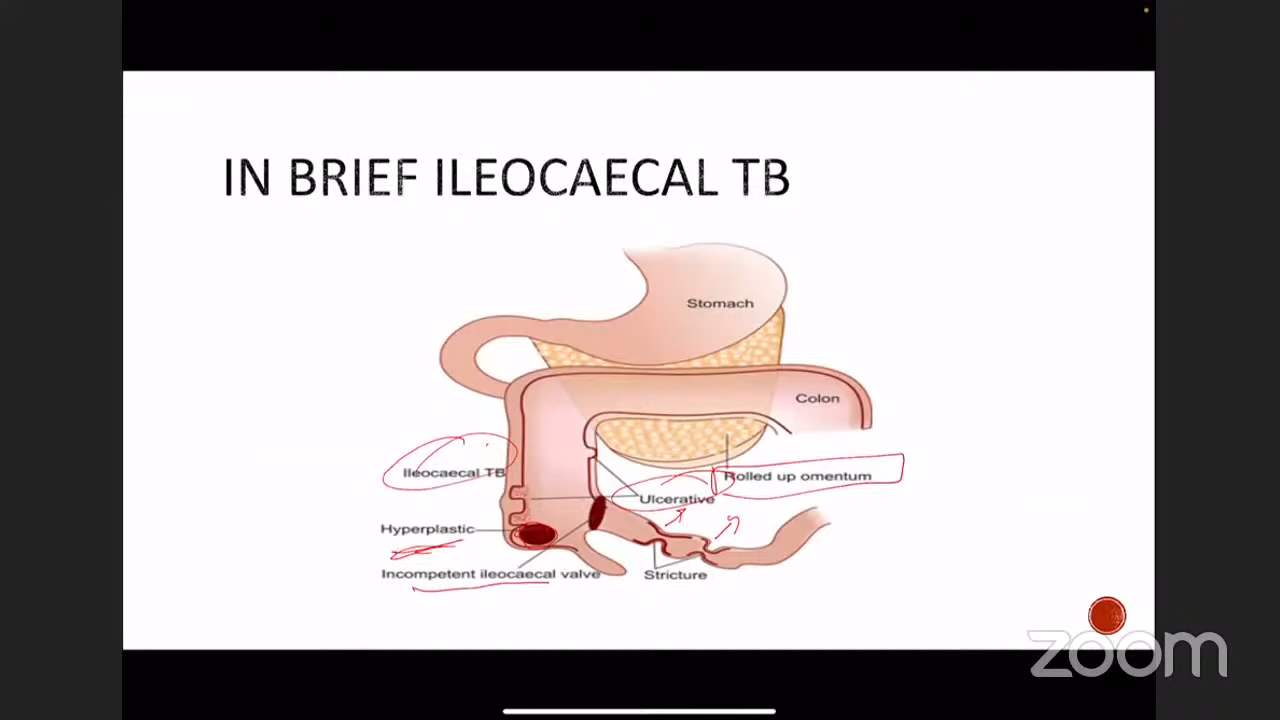 IN BRIEF ILEOCAECAL TB
Stomach
Colon
Ileocaecal TB
Rolled up omentum
Ulcerative
Hyperplastic
Incompetent ileocaecal valve
Stricture
zoom